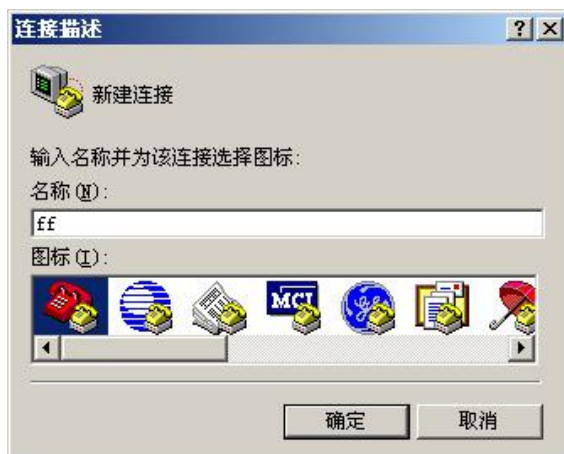 连接描述
新建连接
输入名称并为该连接选择图标:
名称(N):
ff
图标(I):
MCI
确定
取消